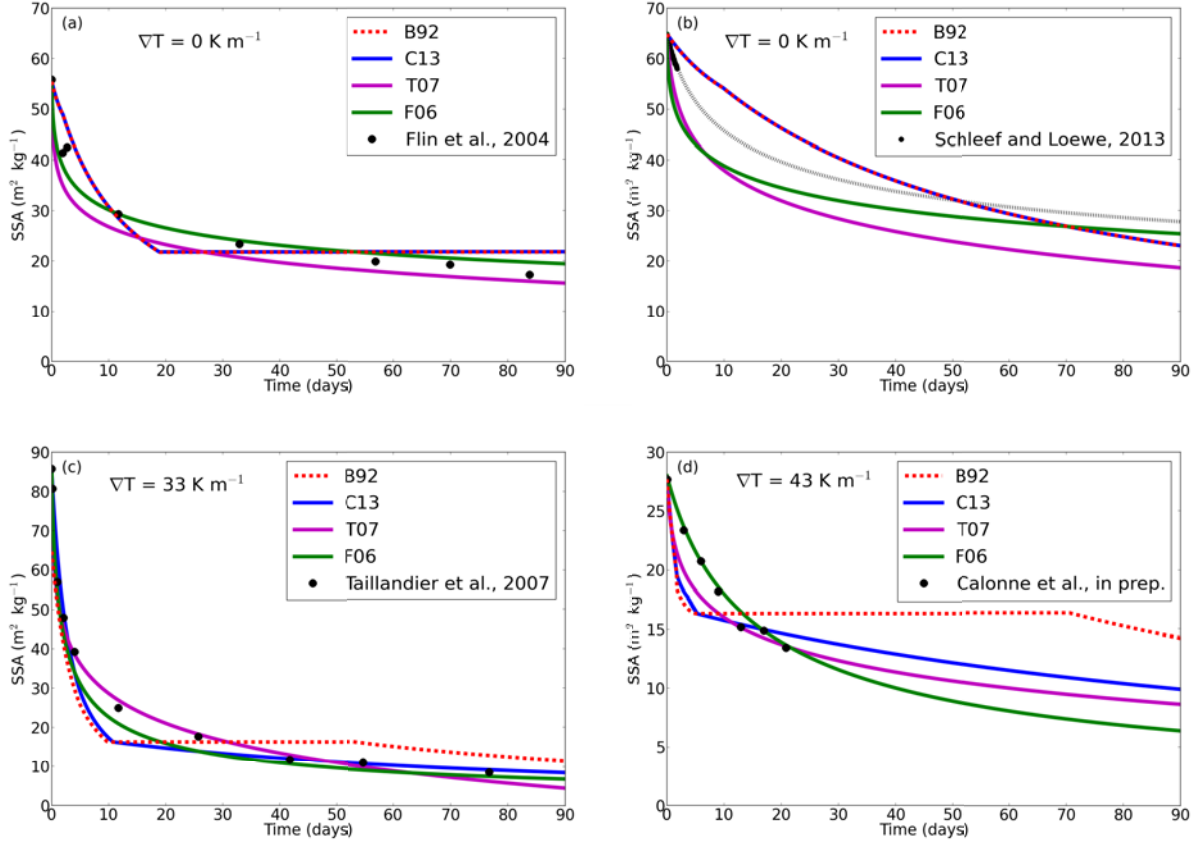 (a)
∇T = 0 K m⁻¹
B92
C13
T07
F06
Flin et al., 2004
SSA (m² kg⁻¹)
70
60
50
40
30
20
10
0
0 10 20 30 40 50 60 70 80 90
Time (days)
(b)
∇T = 0 K m⁻¹
B92
C13
T07
F06
Schleef and Loewe, 2013
SSA (m² kg⁻¹)
70
60
50
40
30
20
10
0
0 10 20 30 40 50 60 70 80 90
Time (days)
(c)
∇T = 33 K m⁻¹
B92
C13
T07
F06
Taillandier et al., 2007
SSA (m² kg⁻¹)
90
80
70
60
50
40
30
20
10
0
0 10 20 30 40 50 60 70 80 90
Time (days)
(d)
∇T = 43 K m⁻¹
B92
C13
T07
F06
Calonne et al., in prep.
SSA (m² kg⁻¹)
30
25
20
15
10
5
0
0 10 20 30 40 50 60 70 80 90
Time (days)